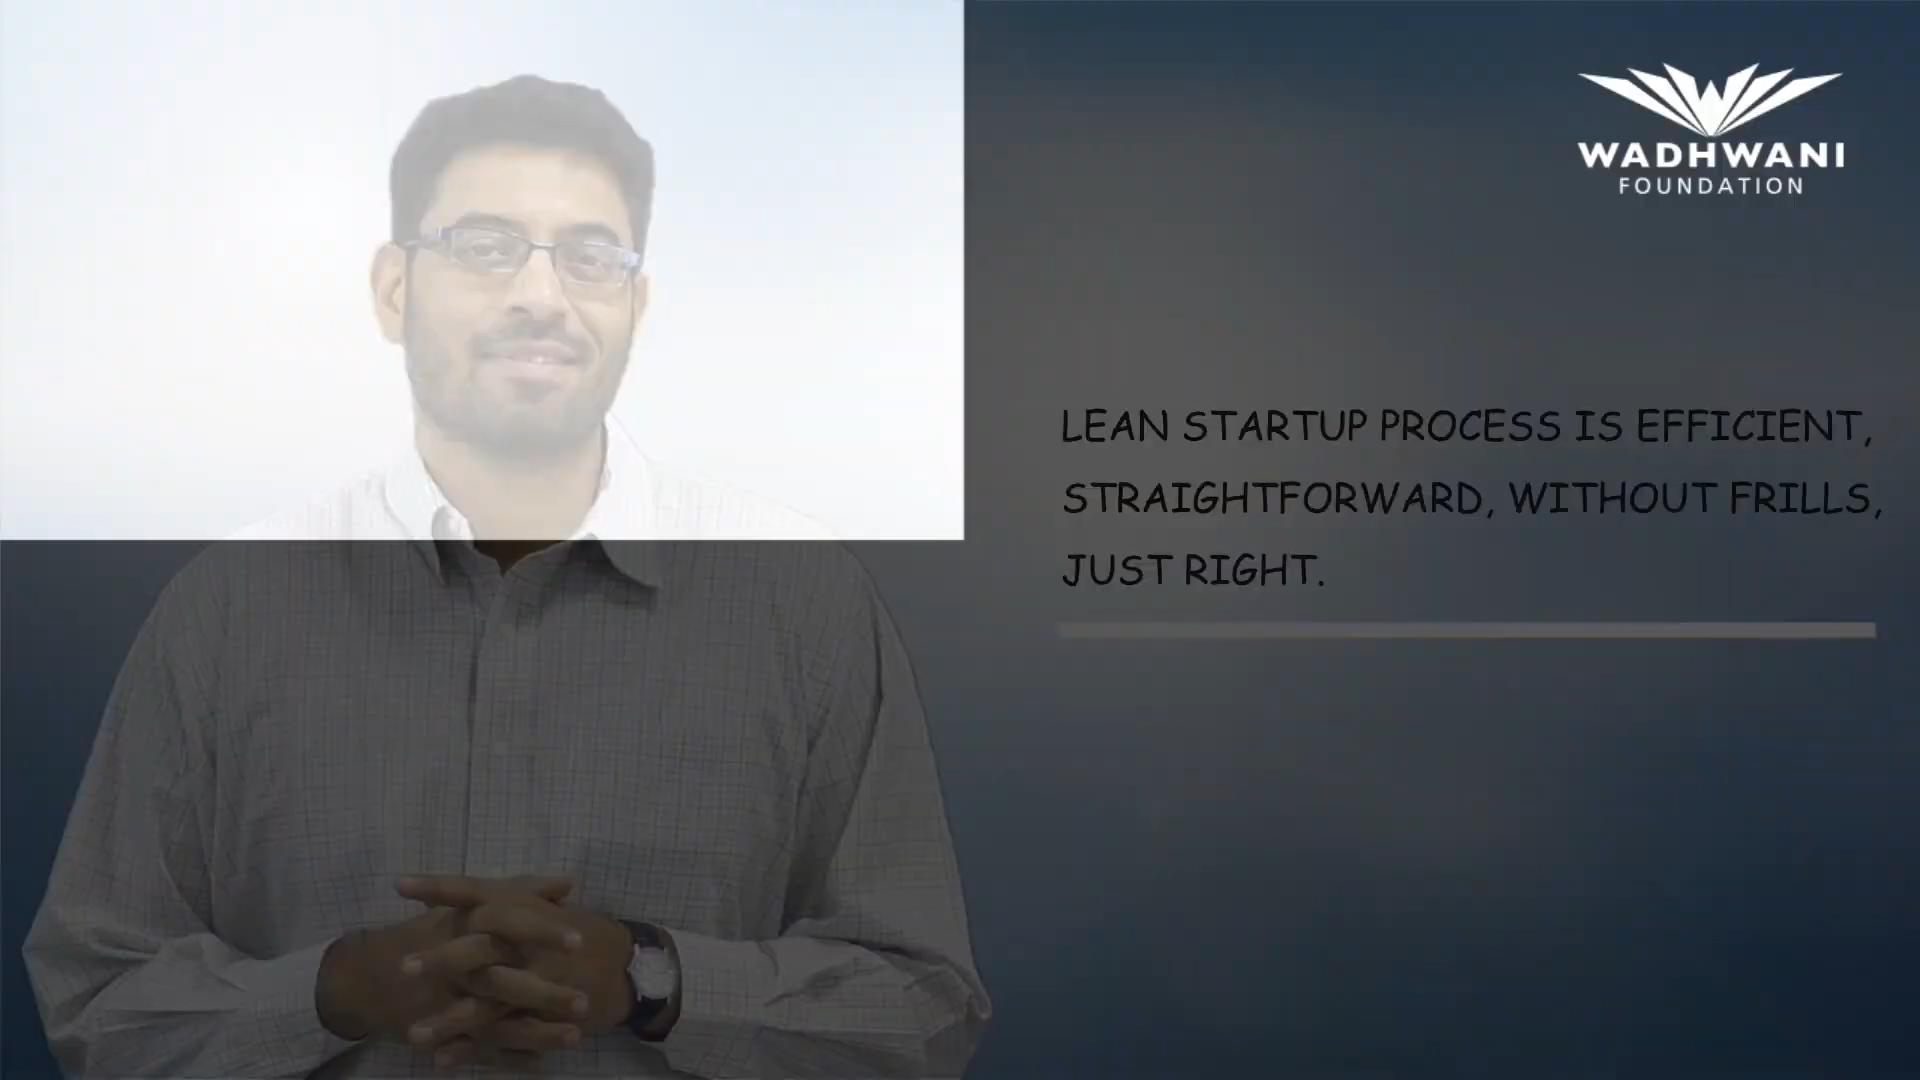 WADHWANI
FOUNDATION
LEAN STARTUP PROCESS IS EFFICIENT,
STRAIGHTFORWARD, WITHOUT FRILLS,
JUST RIGHT.